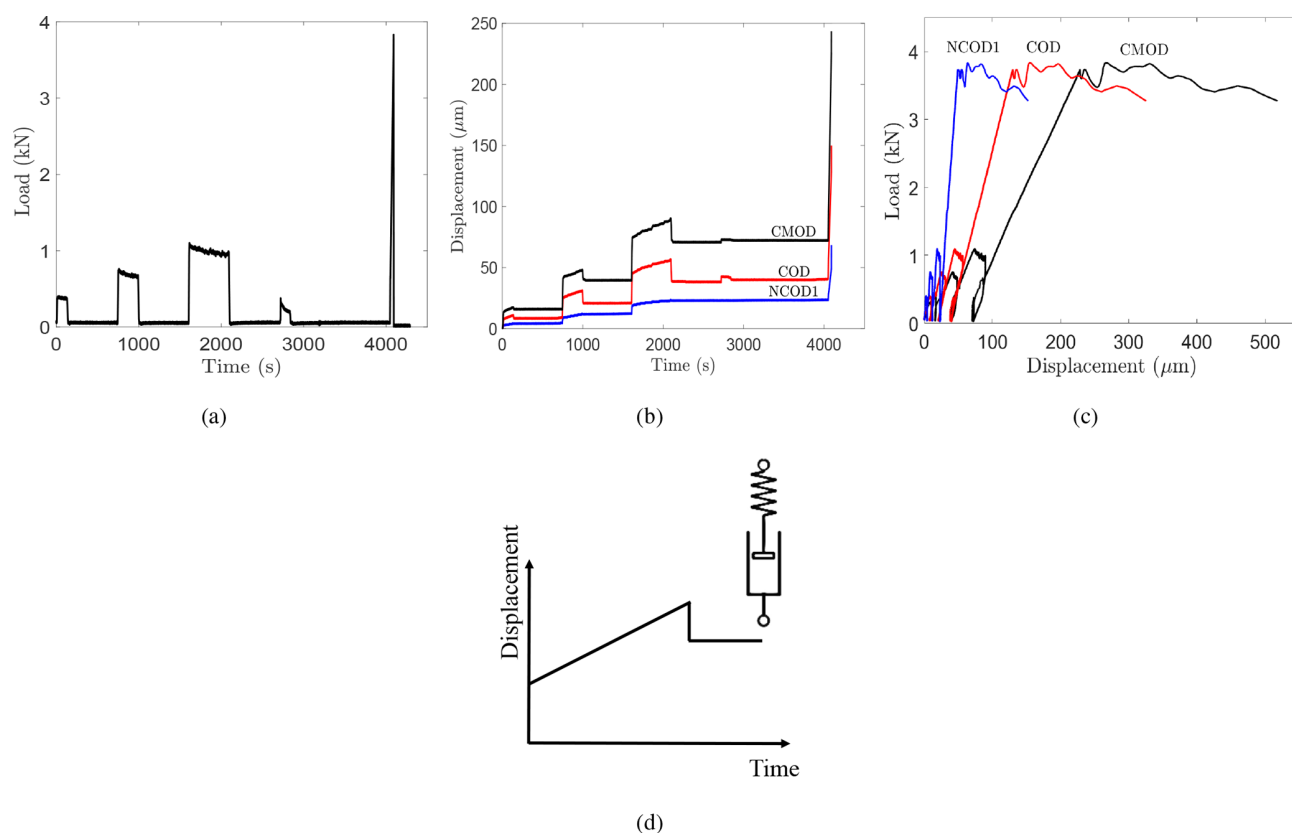 4
3
2
1
0
0 1000 2000 3000 4000
Load (kN)
Time (s)
(a)
250
200
150
100
50
0
0 1000 2000 3000 4000
Displacement (μm)
Time (s)
CMOD
COD
NCOD1
(b)
5
4
3
2
1
0
0 100 200 300 400 500
Load (kN)
Displacement (μm)
NCOD1 COD CMOD
(c)
Displacement
Time
(d)